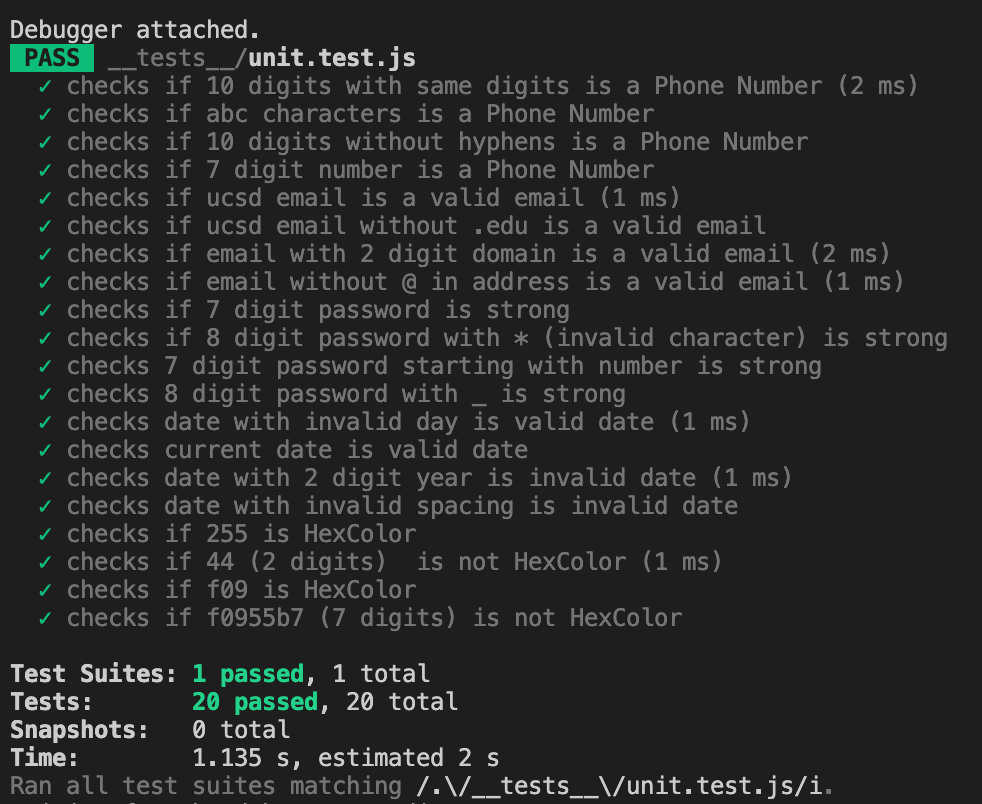 Debugger attached.
PASS __tests__/unit.test.js
✓ checks if 10 digits with same digits is a Phone Number (2 ms)
✓ checks if abc characters is a Phone Number
✓ checks if 10 digits without hyphens is a Phone Number
✓ checks if 7 digit number is a Phone Number
✓ checks if ucsd email is a valid email (1 ms)
✓ checks if ucsd email without .edu is a valid email
✓ checks if email with 2 digit domain is a valid email (2 ms)
✓ checks if email without @ in address is a valid email (1 ms)
✓ checks if 7 digit password is strong
✓ checks if 8 digit password with * (invalid character) is strong
✓ checks 7 digit password starting with number is strong
✓ checks 8 digit password with _ is strong
✓ checks date with invalid day is valid date (1 ms)
✓ checks current date is valid date
✓ checks date with 2 digit year is invalid date (1 ms)
✓ checks date with invalid spacing is invalid date
✓ checks if 255 is HexColor
✓ checks if 44 (2 digits)  is not HexColor (1 ms)
✓ checks if f09 is HexColor
✓ checks if f0955b7 (7 digits) is not HexColor
Test Suites: 1 passed, 1 total
Tests: 20 passed, 20 total
Snapshots: 0 total
Time: 1.135 s, estimated 2 s
Ran all test suites matching /.\/__tests__\/unit.test.js/i.